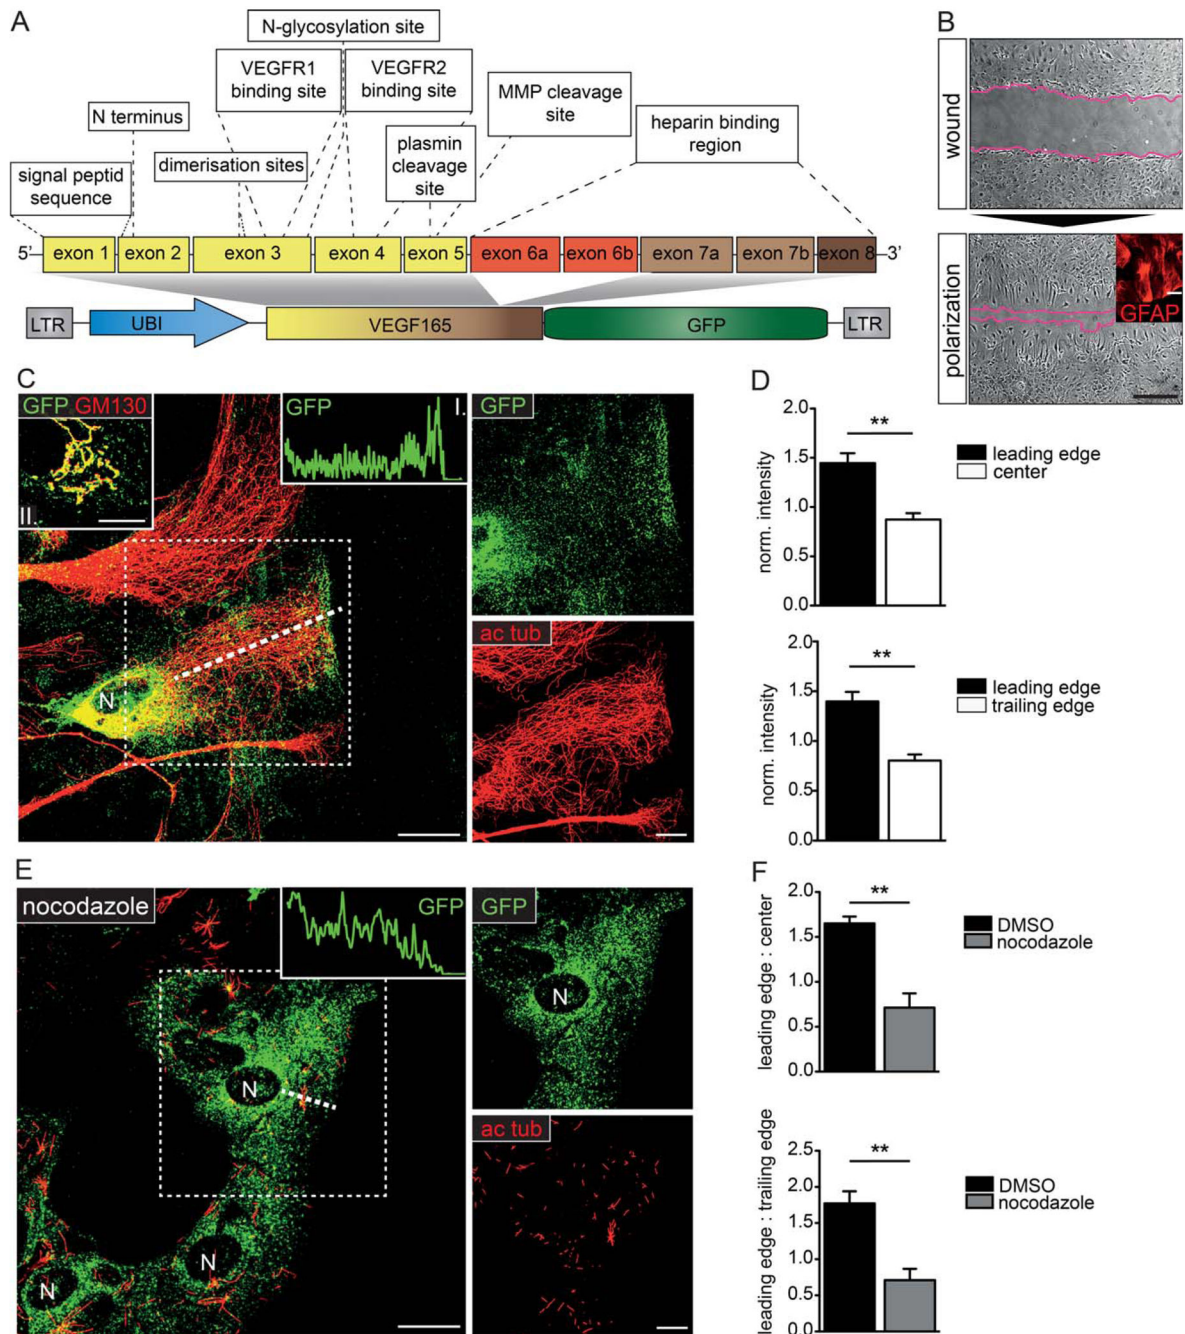 A
N-glycosylation site
VEGFR1
binding site
VEGFR2
binding site
MMP cleavage
site
N terminus
plasmin
cleavage
site
heparin binding
region
signal peptid
sequence
dimerisation sites
5' exon 1 exon 2 exon 3 exon 4 exon 5 exon 6a exon 6b exon 7a exon 7b exon 8 3'
LTR UBI VEGF165 GFP LTR
B
wound
polarization
GFAP
C
GFP GM130
II.
GFP I.
N
GFP
ac tub
D
2.0
1.5
1.0
0.5
0.0
norm. intensity
**
leading edge
center
2.0
1.5
1.0
0.5
0.0
norm. intensity
**
leading edge
trailing edge
E
nocodazole
GFP
N
N
N
GFP
N
ac tub
F
2.0
1.5
1.0
0.5
0.0
leading edge : center
**
DMSO
nocodazole
2.5
2.0
1.5
1.0
0.5
0.0
leading edge : trailing edge
**
DMSO
nocodazole